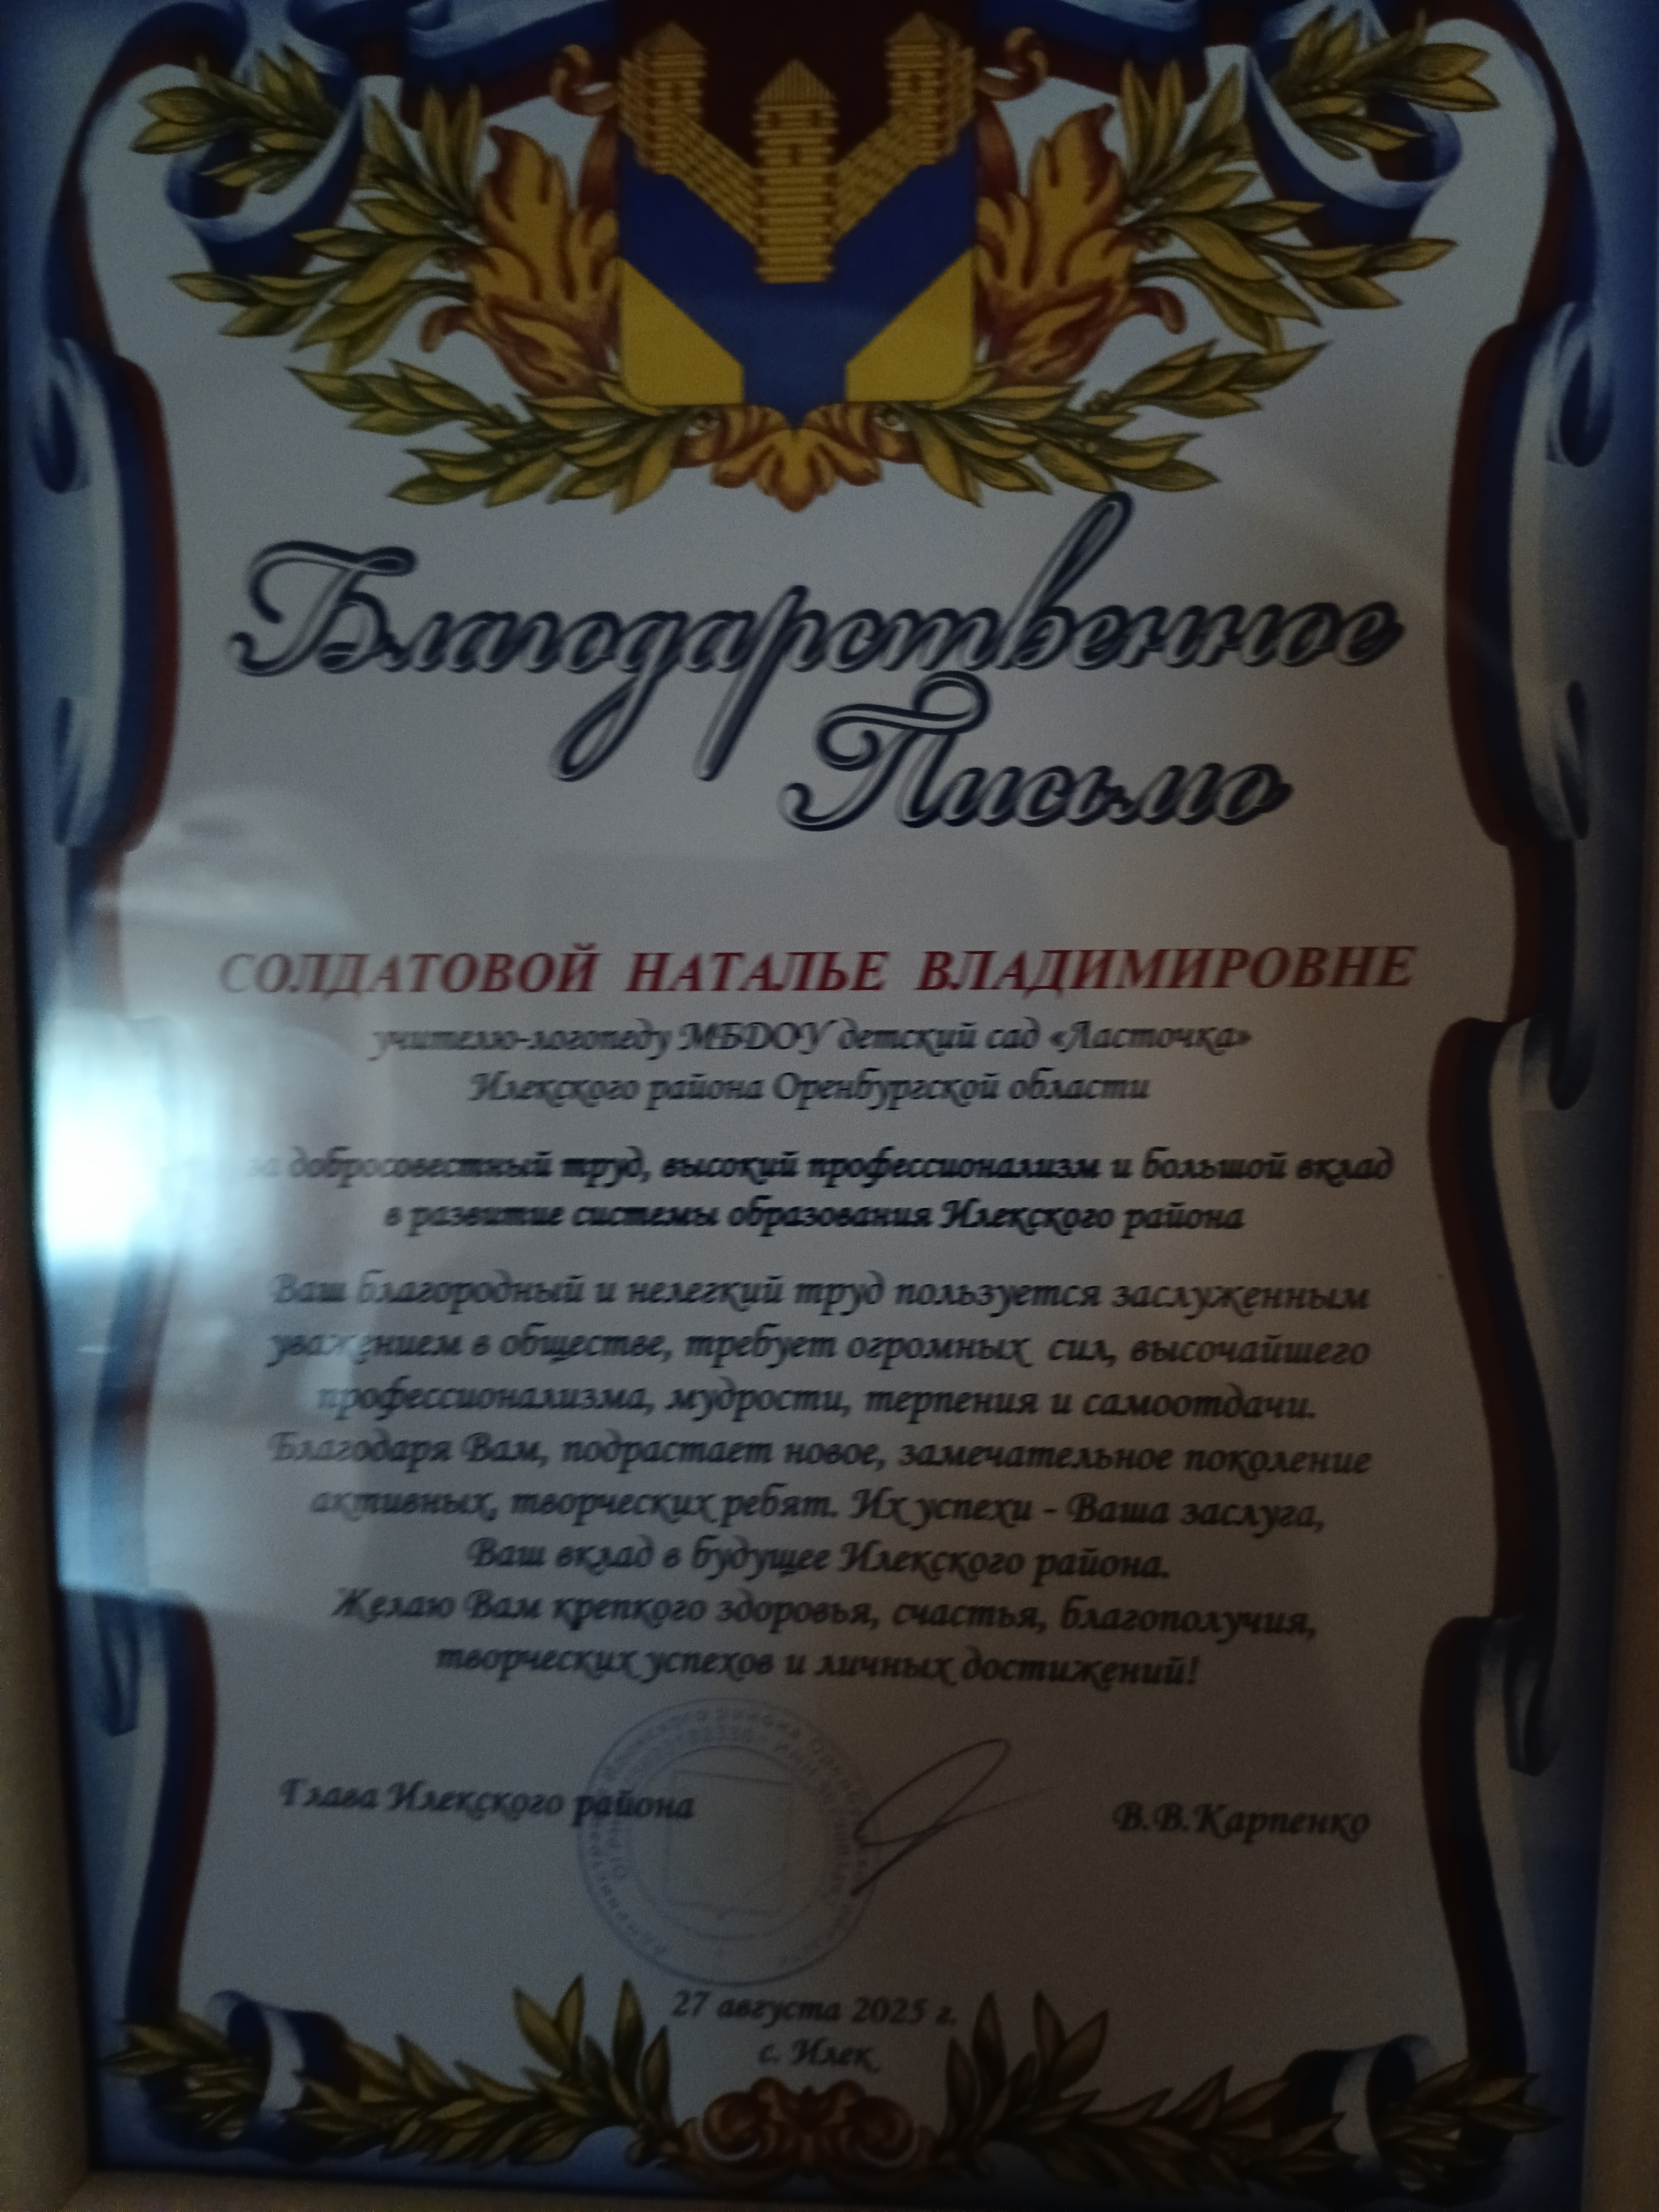 Благодарственное
Письмо
СОЛДАТОВОЙ НАТАЛЬЕ ВЛАДИМИРОВНЕ
учителю-логопеду МБДОУ детский сад «Ласточка»
Илекского района Оренбургской области
за добросовестный труд, высокий профессионализм и большой вклад
в развитие системы образования Илекского района
Ваш благородный и нелегкий труд пользуется заслуженным
уважением в обществе, требует огромных сил, высочайшего
профессионализма, мудрости, терпения и самоотдачи.
Благодаря Вам, подрастает новое, замечательное поколение
активных, творческих ребят. Их успехи - Ваша заслуга,
Ваш вклад в будущее Илекского района.
Желаю Вам крепкого здоровья, счастья, благополучия,
творческих успехов и личных достижений!
Глава Илекского района
В.В.Карпенко
27 августа 2025 г.
с. Илек